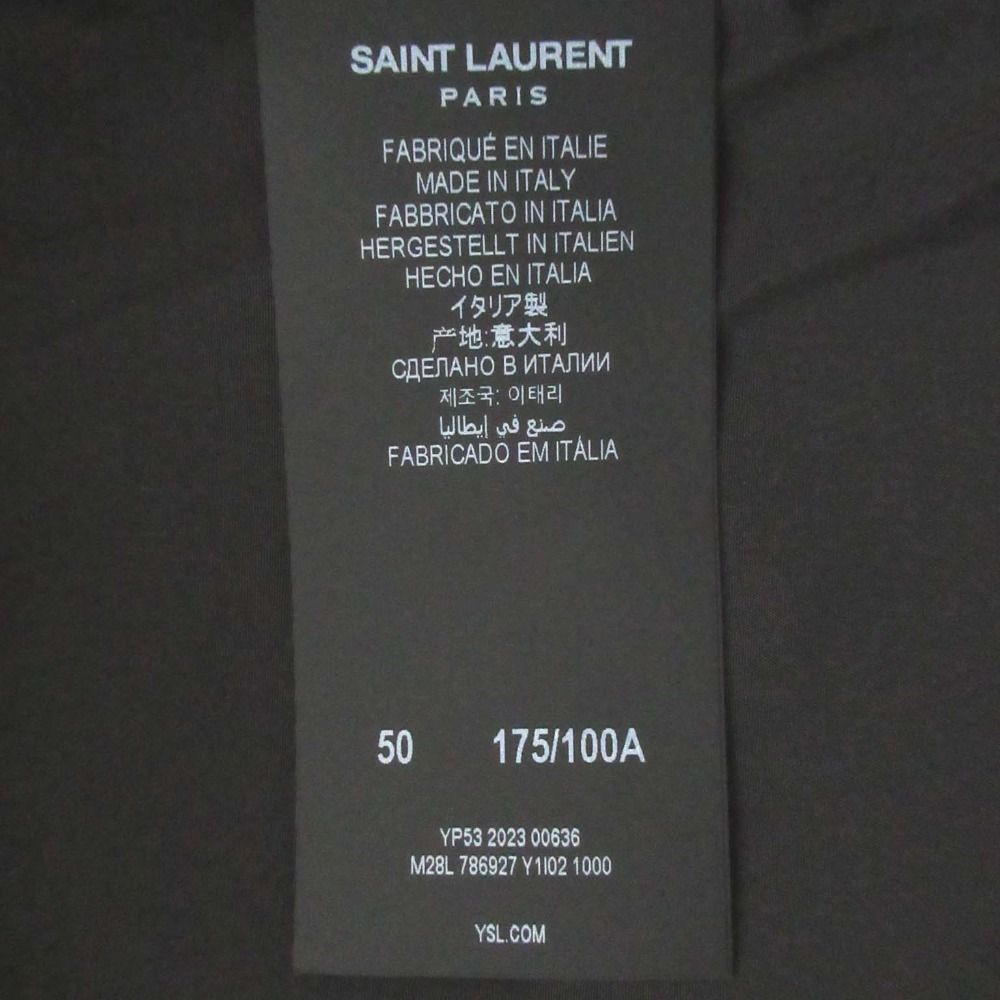 SAINT LAURENT
PARIS
FABRIQUÉ EN ITALIE
MADE IN ITALY
FABBRICATO IN ITALIA
HERGESTELLT IN ITALIEN
HECHO EN ITALIA
イタリア製
产地:意大利
СДЕЛАНО В ИТАЛИИ
제조국: 이태리
صنع في إيطاليا
FABRICADO EM ITÁLIA
50 175/100A
YP53 2023 00636
M28L 786927 Y1I02 1000
YSL.COM